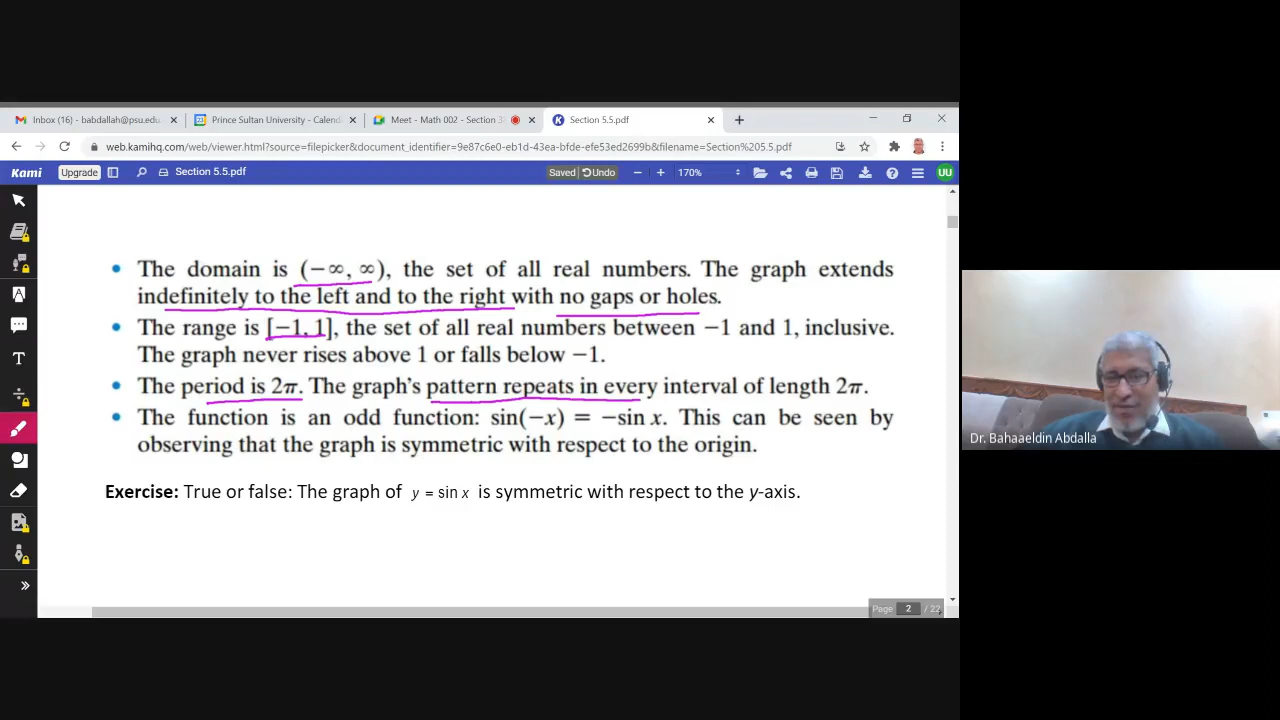 Inbox (16) - babdallah@psu.edu.
Prince Sultan University - Calend
Meet - Math 002 - Section 3
Section 5.5.pdf
web.kamihq.com/web/viewer.html?source=filepicker&document_identifier=9e87c6e0-eb1d-43ea-bfde-efe53ed2699b&filename=Section%205.5.pdf
Kami Upgrade Section 5.5.pdf Saved Undo 170% UU
• The domain is (−∞, ∞), the set of all real numbers. The graph extends
indefinitely to the left and to the right with no gaps or holes.
• The range is [−1, 1], the set of all real numbers between −1 and 1, inclusive.
The graph never rises above 1 or falls below −1.
• The period is 2π. The graph's pattern repeats in every interval of length 2π.
• The function is an odd function: sin(−x) = −sin x. This can be seen by
observing that the graph is symmetric with respect to the origin.
Exercise: True or false: The graph of y = sin x is symmetric with respect to the y-axis.
Page 2 / 22
Dr. Bahaaeldin Abdalla